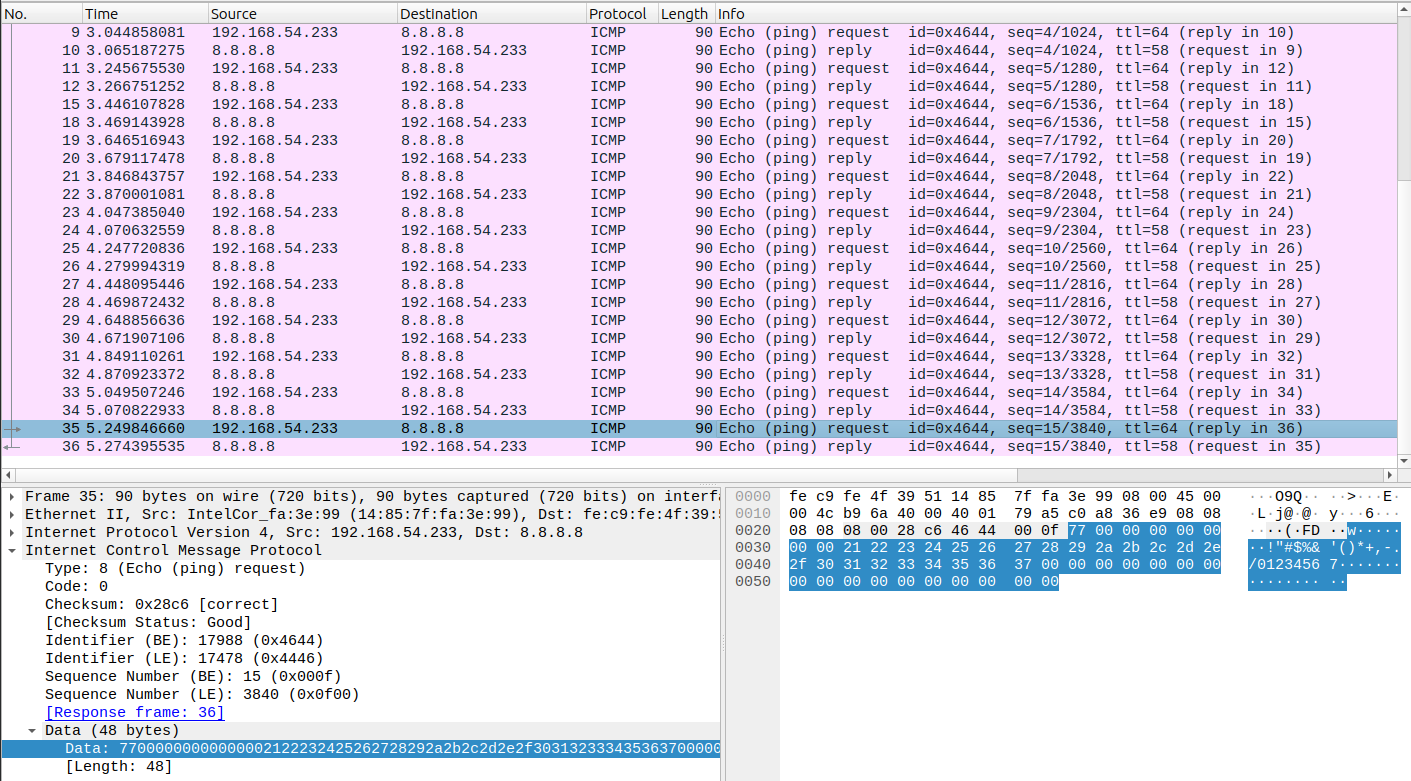 No. Time Source Destination Protocol Length Info
9 3.044858081 192.168.54.233 8.8.8.8 ICMP 90 Echo (ping) request id=0x4644, seq=4/1024, ttl=64 (reply in 10)
10 3.065187275 8.8.8.8 192.168.54.233 ICMP 90 Echo (ping) reply id=0x4644, seq=4/1024, ttl=58 (request in 9)
11 3.245675530 192.168.54.233 8.8.8.8 ICMP 90 Echo (ping) request id=0x4644, seq=5/1280, ttl=64 (reply in 12)
12 3.266751252 8.8.8.8 192.168.54.233 ICMP 90 Echo (ping) reply id=0x4644, seq=5/1280, ttl=58 (request in 11)
15 3.446107828 192.168.54.233 8.8.8.8 ICMP 90 Echo (ping) request id=0x4644, seq=6/1536, ttl=64 (reply in 18)
18 3.469143928 8.8.8.8 192.168.54.233 ICMP 90 Echo (ping) reply id=0x4644, seq=6/1536, ttl=58 (request in 15)
19 3.646516943 192.168.54.233 8.8.8.8 ICMP 90 Echo (ping) request id=0x4644, seq=7/1792, ttl=64 (reply in 20)
20 3.679117478 8.8.8.8 192.168.54.233 ICMP 90 Echo (ping) reply id=0x4644, seq=7/1792, ttl=58 (request in 19)
21 3.846843757 192.168.54.233 8.8.8.8 ICMP 90 Echo (ping) request id=0x4644, seq=8/2048, ttl=64 (reply in 22)
22 3.870001081 8.8.8.8 192.168.54.233 ICMP 90 Echo (ping) reply id=0x4644, seq=8/2048, ttl=58 (request in 21)
23 4.047385040 192.168.54.233 8.8.8.8 ICMP 90 Echo (ping) request id=0x4644, seq=9/2304, ttl=64 (reply in 24)
24 4.070632559 8.8.8.8 192.168.54.233 ICMP 90 Echo (ping) reply id=0x4644, seq=9/2304, ttl=58 (request in 23)
25 4.247720836 192.168.54.233 8.8.8.8 ICMP 90 Echo (ping) request id=0x4644, seq=10/2560, ttl=64 (reply in 26)
26 4.279994319 8.8.8.8 192.168.54.233 ICMP 90 Echo (ping) reply id=0x4644, seq=10/2560, ttl=58 (request in 25)
27 4.448095446 192.168.54.233 8.8.8.8 ICMP 90 Echo (ping) request id=0x4644, seq=11/2816, ttl=64 (reply in 28)
28 4.469872432 8.8.8.8 192.168.54.233 ICMP 90 Echo (ping) reply id=0x4644, seq=11/2816, ttl=58 (request in 27)
29 4.648856636 192.168.54.233 8.8.8.8 ICMP 90 Echo (ping) request id=0x4644, seq=12/3072, ttl=64 (reply in 30)
30 4.671907106 8.8.8.8 192.168.54.233 ICMP 90 Echo (ping) reply id=0x4644, seq=12/3072, ttl=58 (request in 29)
31 4.849110261 192.168.54.233 8.8.8.8 ICMP 90 Echo (ping) request id=0x4644, seq=13/3328, ttl=64 (reply in 32)
32 4.870923372 8.8.8.8 192.168.54.233 ICMP 90 Echo (ping) reply id=0x4644, seq=13/3328, ttl=58 (request in 31)
33 5.049507246 192.168.54.233 8.8.8.8 ICMP 90 Echo (ping) request id=0x4644, seq=14/3584, ttl=64 (reply in 34)
34 5.070822933 8.8.8.8 192.168.54.233 ICMP 90 Echo (ping) reply id=0x4644, seq=14/3584, ttl=58 (request in 33)
35 5.249846660 192.168.54.233 8.8.8.8 ICMP 90 Echo (ping) request id=0x4644, seq=15/3840, ttl=64 (reply in 36)
36 5.274395535 8.8.8.8 192.168.54.233 ICMP 90 Echo (ping) reply id=0x4644, seq=15/3840, ttl=58 (request in 35)
Frame 35: 90 bytes on wire (720 bits), 90 bytes captured (720 bits) on interfa
Ethernet II, Src: IntelCor_fa:3e:99 (14:85:7f:fa:3e:99), Dst: fe:c9:fe:4f:39:5
Internet Protocol Version 4, Src: 192.168.54.233, Dst: 8.8.8.8
Internet Control Message Protocol
Type: 8 (Echo (ping) request)
Code: 0
Checksum: 0x28c6 [correct]
[Checksum Status: Good]
Identifier (BE): 17988 (0x4644)
Identifier (LE): 17478 (0x4446)
Sequence Number (BE): 15 (0x000f)
Sequence Number (LE): 3840 (0x0f00)
[Response frame: 36]
Data (48 bytes)
Data: 77000000000000002122232425262728292a2b2c2d2e2f303132333435363700000
[Length: 48]
0000 fe c9 fe 4f 39 51 14 85 7f fa 3e 99 08 00 45 00 ···O9Q·· ··>···E·
0010 00 4c b9 6a 40 00 40 01 79 a5 c0 a8 36 e9 08 08 ·L·j@·@· y···6···
0020 08 08 08 00 28 c6 46 44 00 0f 77 00 00 00 00 00 ····(·FD ··w·····
0030 00 00 21 22 23 24 25 26 27 28 29 2a 2b 2c 2d 2e ··!"#$%& '()*+,-.
0040 2f 30 31 32 33 34 35 36 37 00 00 00 00 00 00 00 /0123456 7·······
0050 00 00 00 00 00 00 00 00 00 00 ········ ··